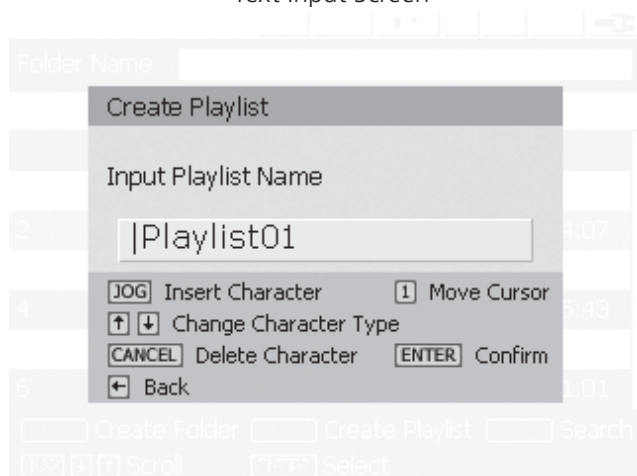 Text Input Screen
Folder Name
Create Playlist
Input Playlist Name
|Playlist01
2 4:07
JOG Insert Character 1 Move Cursor
4 5:43
↑ ↓ Change Character Type
CANCEL Delete Character ENTER Confirm
6 1:01
← Back
Create Folder Create Playlist Search
↓ ↑ Scroll ENTER Select